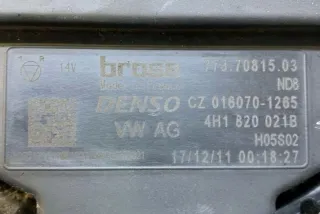 14V
brose
773.70815.03
ND8
DENSO CZ 016070-1265
VW AG 4H1 820 021B
H05S02
17/12/11 00:18:27